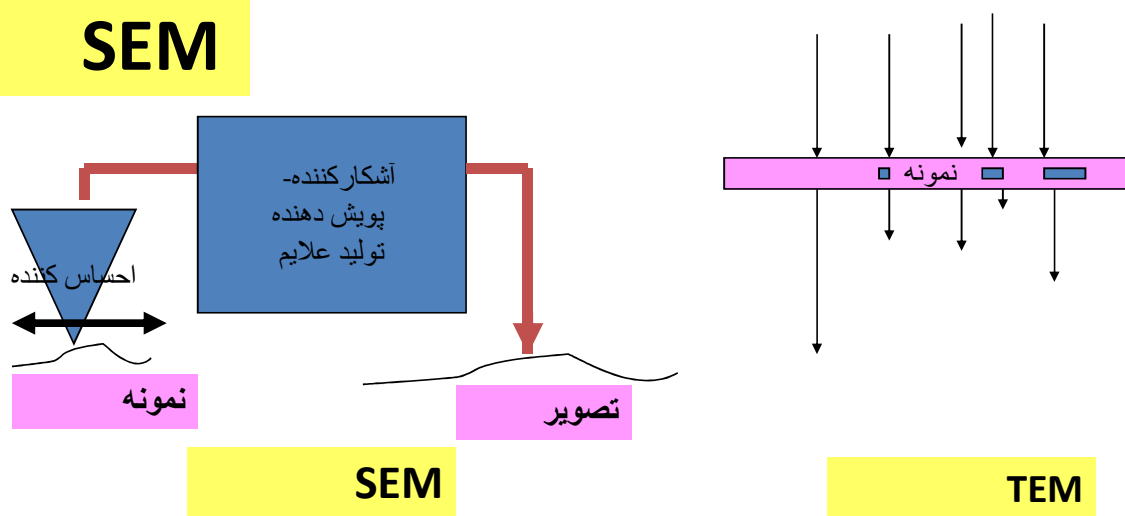 SEM
آشکارکننده-
پویش دهنده
تولید علایم
احساس کننده
نمونه
تصویر
SEM
نمونه
TEM